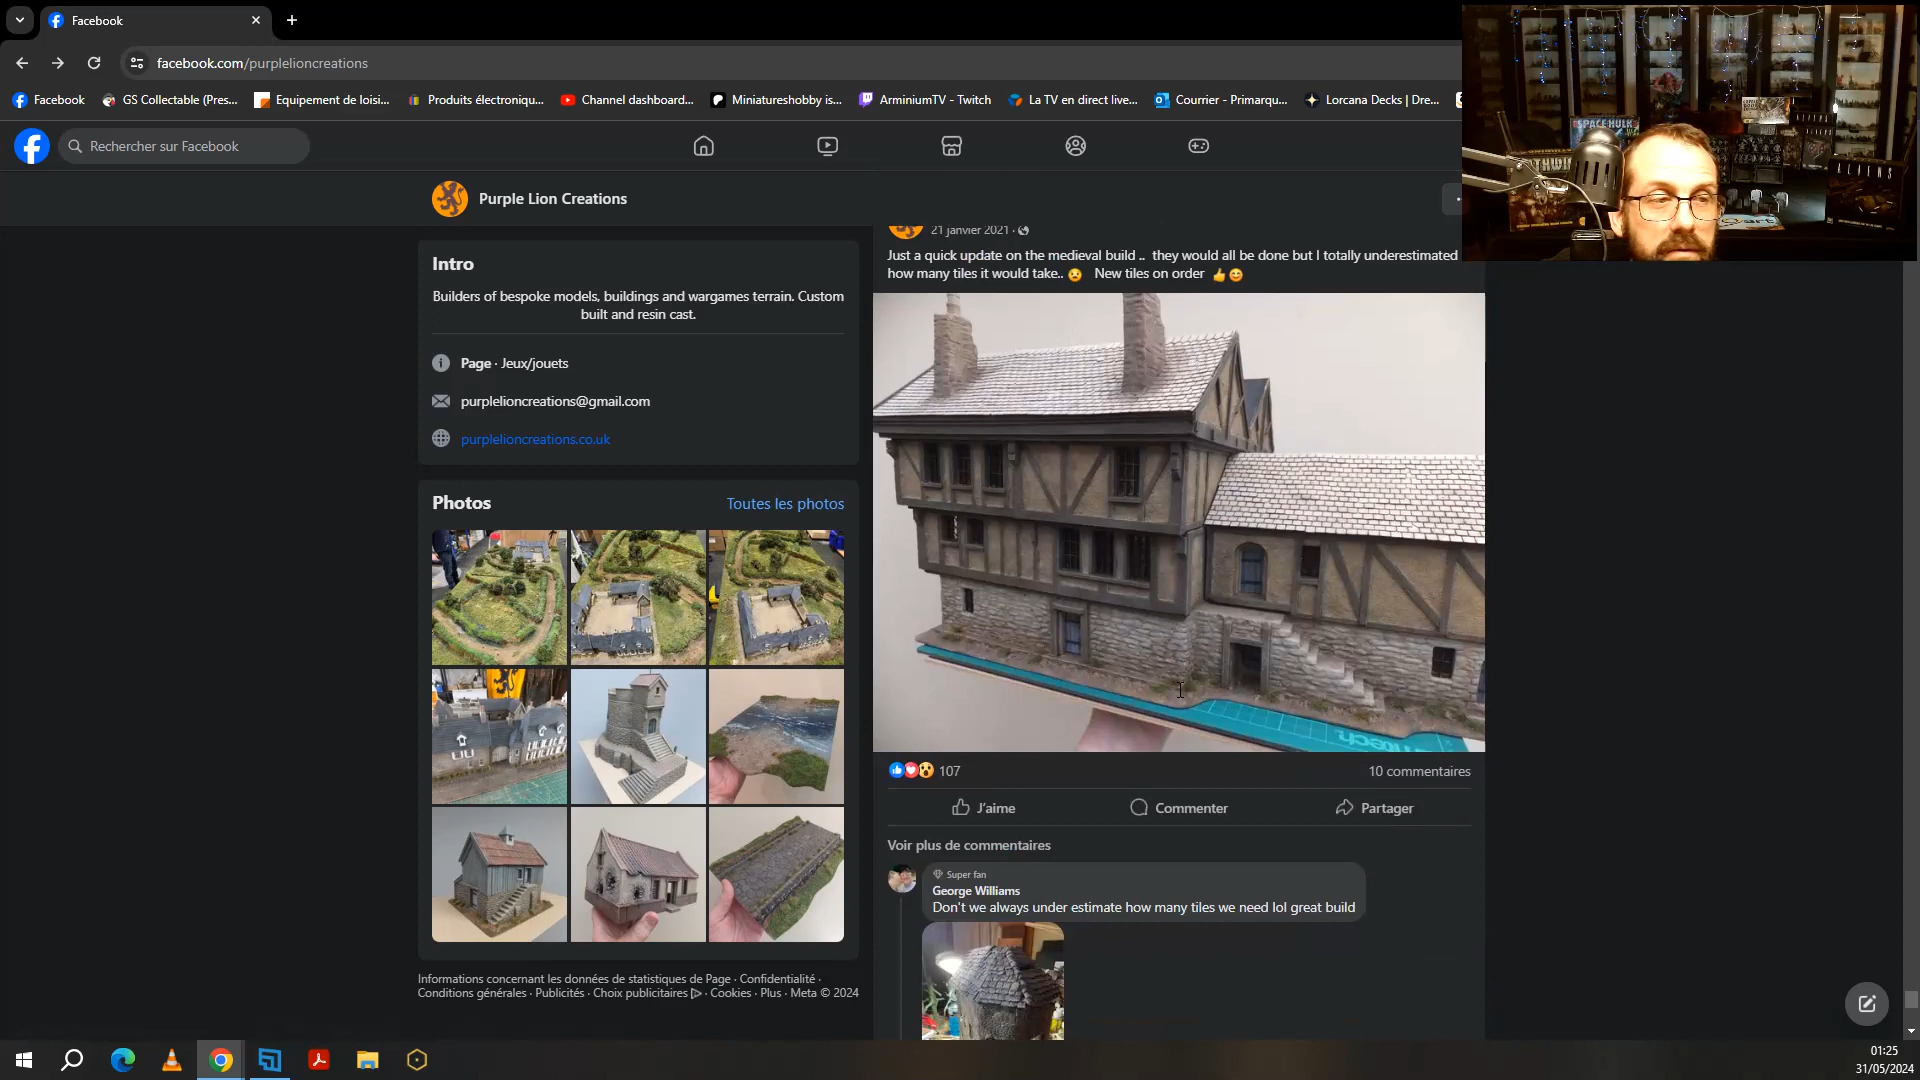 Facebook
facebook.com/purplelioncreations
Facebook
GS Collectable (Pres...
Equipement de loisi...
Produits électroniqu...
Channel dashboard...
Miniatureshobby is...
ArminiumTV - Twitch
La TV en direct live...
Courrier - Primarqu...
Lorcana Decks | Dre...
SPACE HULK
ALIENS
Rechercher sur Facebook
Purple Lion Creations
Intro
Builders of bespoke models, buildings and wargames terrain. Custom
built and resin cast.
Page · Jeux/jouets
purplelioncreations@gmail.com
purplelioncreations.co.uk
Photos
Toutes les photos
Informations concernant les données de statistiques de Page · Confidentialité ·
Conditions générales · Publicités · Choix publicitaires · Cookies · Plus · Meta © 2024
21 janvier 2021 ·
Just a quick update on the medieval build .. they would all be done but I totally underestimated
how many tiles it would take.. 😫 New tiles on order 👍😊
107
10 commentaires
J'aime
Commenter
Partager
Voir plus de commentaires
Super fan
George Williams
Don't we always under estimate how many tiles we need lol great build
01:25
31/05/2024